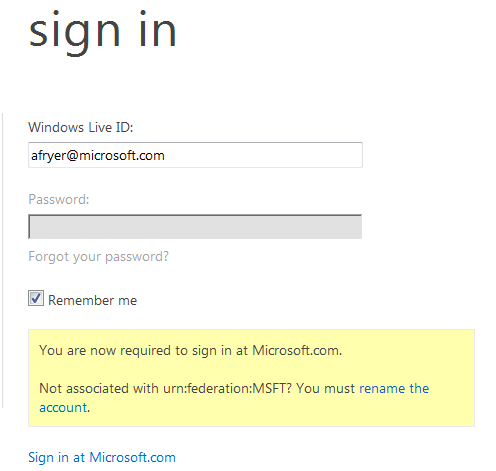 sign in
Windows Live ID:
afryer@microsoft.com
Password:
Forgot your password?
Remember me
You are now required to sign in at Microsoft.com.
Not associated with urn:federation:MSFT? You must rename the
account.
Sign in at Microsoft.com